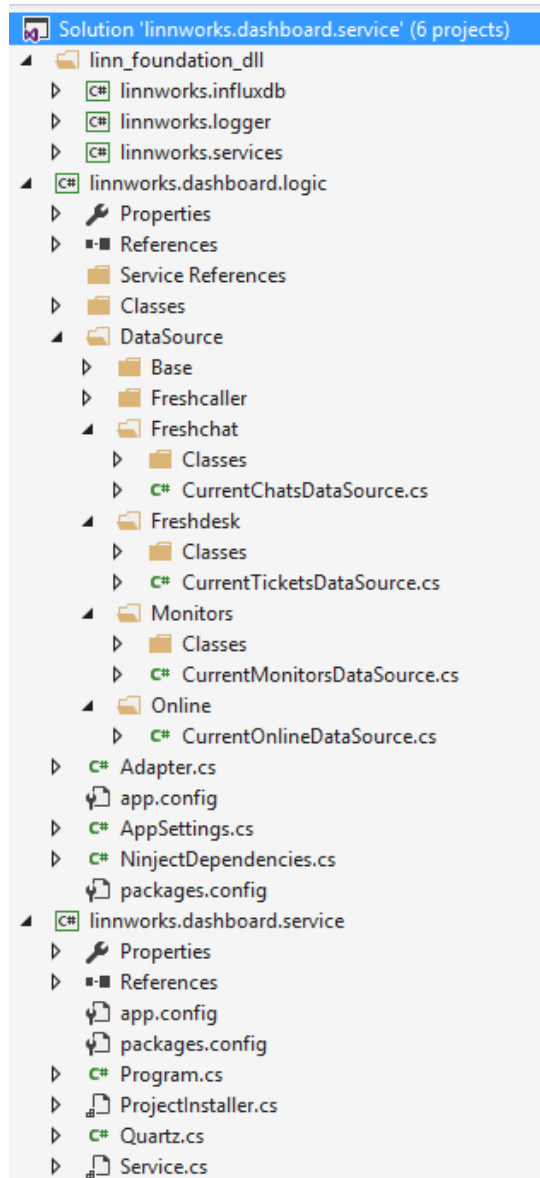 Solution 'linnworks.dashboard.service' (6 projects)
linn_foundation_dll
C# linnworks.influxdb
C# linnworks.logger
C# linnworks.services
C# linnworks.dashboard.logic
Properties
References
Service References
Classes
DataSource
Base
Freshcaller
Freshchat
Classes
C# CurrentChatsDataSource.cs
Freshdesk
Classes
C# CurrentTicketsDataSource.cs
Monitors
Classes
C# CurrentMonitorsDataSource.cs
Online
C# CurrentOnlineDataSource.cs
C# Adapter.cs
app.config
C# AppSettings.cs
C# NinjectDependencies.cs
packages.config
C# linnworks.dashboard.service
Properties
References
app.config
packages.config
C# Program.cs
ProjectInstaller.cs
C# Quartz.cs
Service.cs